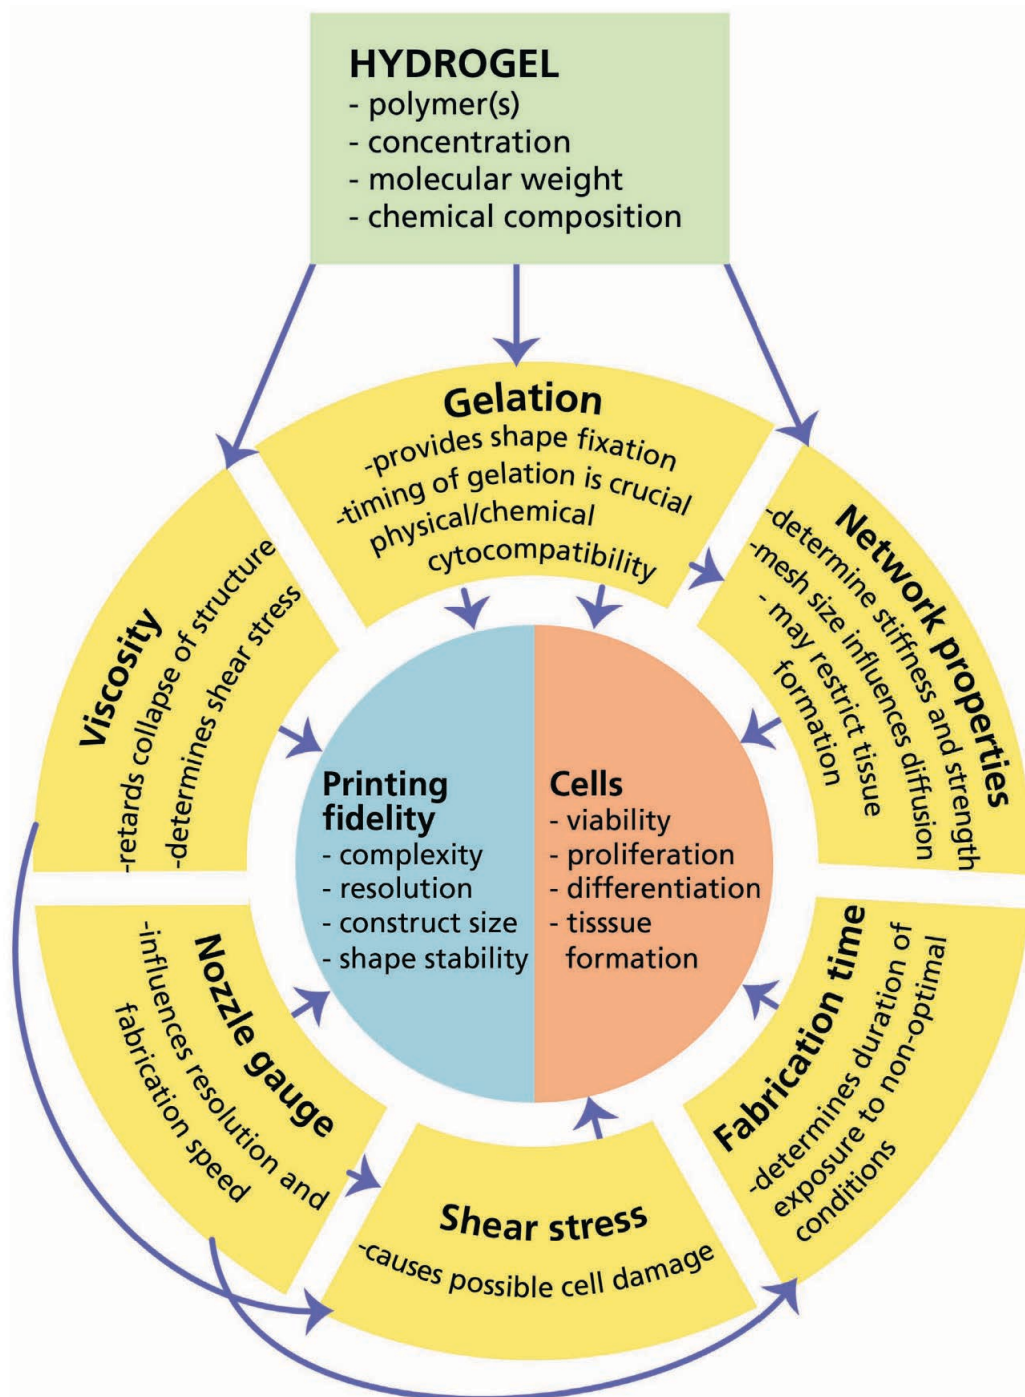 HYDROGEL
- polymer(s)
- concentration
- molecular weight
- chemical composition
Gelation
-provides shape fixation
-timing of gelation is crucial
physical/chemical
cytocompatibility
Network properties
-determine stiffness and strength
-mesh size influences diffusion
- may restrict tissue
formation
Viscosity
-retards collapse of structure
-determines shear stress
Printing
fidelity
- complexity
- resolution
- construct size
- shape stability
Cells
- viability
- proliferation
- differentiation
- tisssue
formation
Nozzle gauge
-influences resolution and
fabrication speed
Shear stress
-causes possible cell damage
Fabrication time
-determines duration of
exposure to non-optimal
conditions